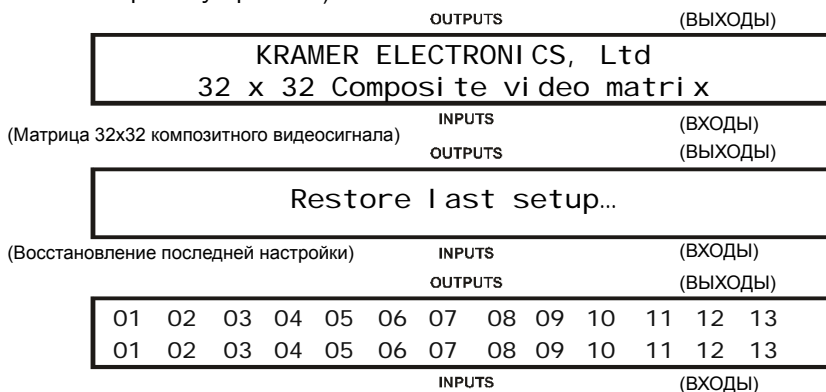 OUTPUTS (ВЫХОДЫ)
KRAMER ELECTRONICS, Ltd
32 x 32 Composite video matrix
INPUTS (ВХОДЫ)
(Матрица 32x32 композитного видеосигнала)
OUTPUTS (ВЫХОДЫ)
Restore last setup...
(Восстановление последней настройки) INPUTS (ВХОДЫ)
OUTPUTS (ВЫХОДЫ)
01 02 03 04 05 06 07 08 09 10 11 12 13
01 02 03 04 05 06 07 08 09 10 11 12 13
INPUTS (ВХОДЫ)